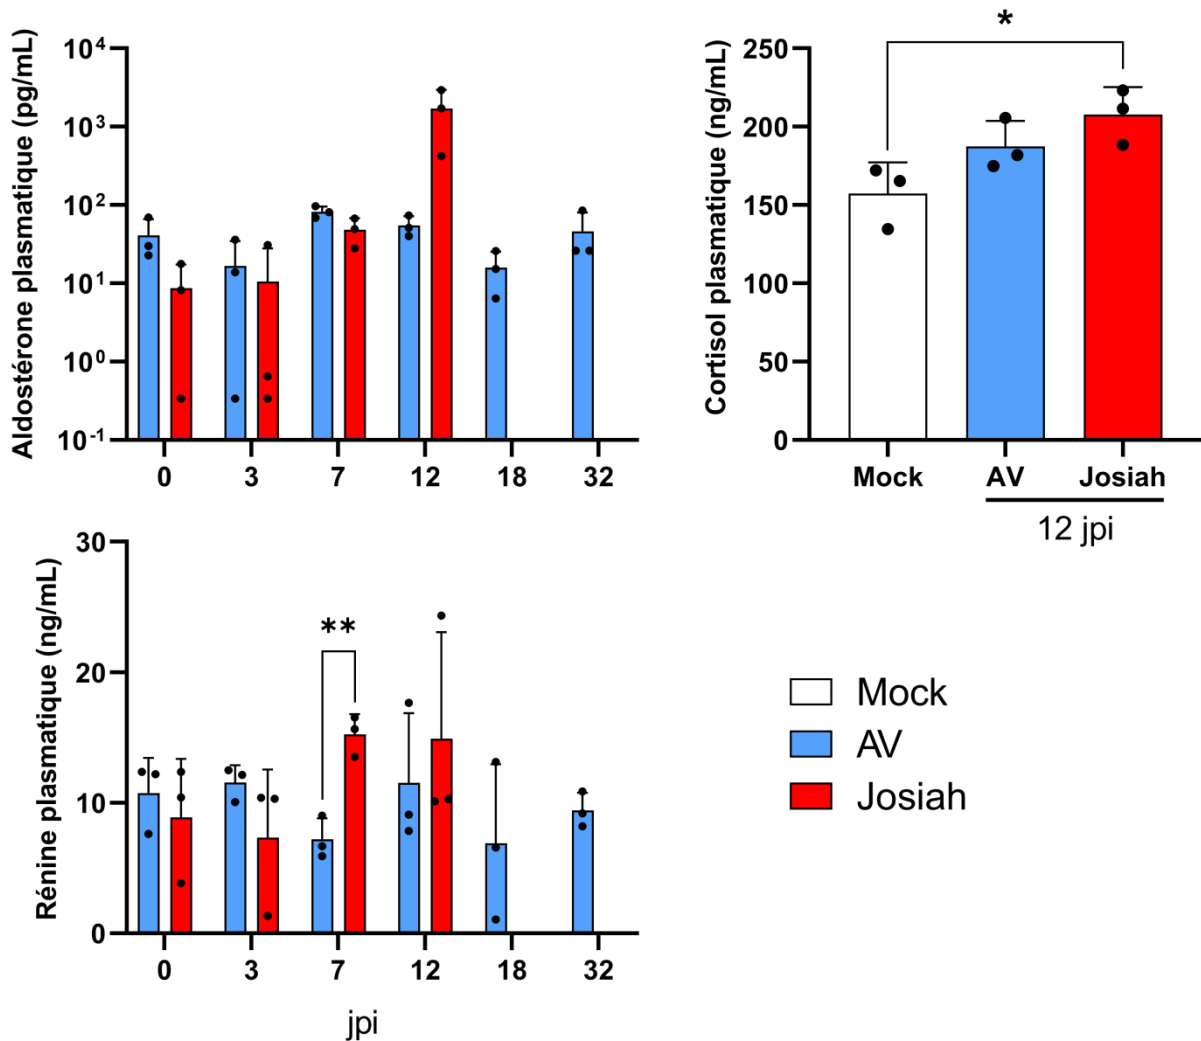 Aldostérone plasmatique (pg/mL)
10⁴
10³
10²
10¹
10⁰
10⁻¹
0 3 7 12 18 32
Cortisol plasmatique (ng/mL)
250
200
150
100
50
0
*
Mock AV Josiah
12 jpi
Rénine plasmatique (ng/mL)
30
20
10
0
**
0 3 7 12 18 32
jpi
Mock
AV
Josiah